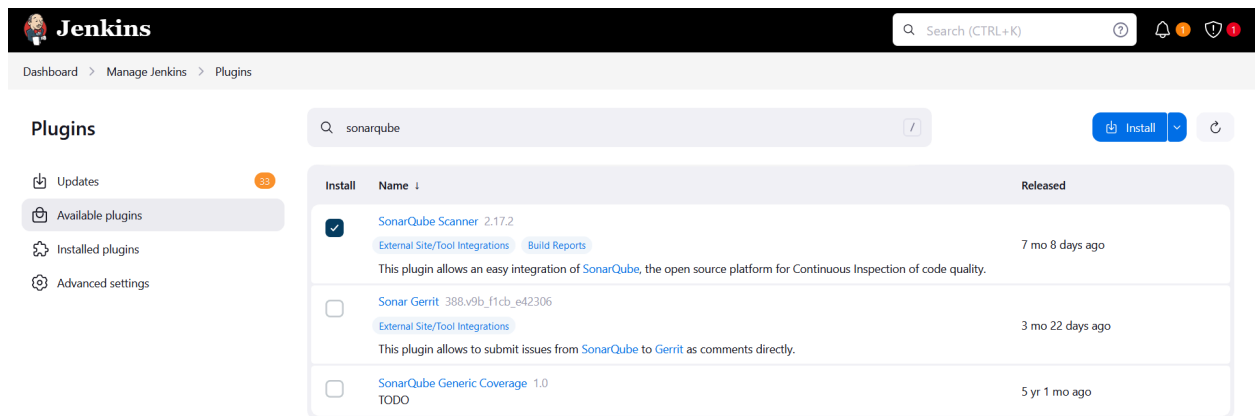 Jenkins
Search (CTRL+K)
1
1
Dashboard > Manage Jenkins > Plugins
Plugins
sonarqube
/
Install
Updates
33
Available plugins
Installed plugins
Advanced settings
Install Name ↓ Released
SonarQube Scanner 2.17.2
External Site/Tool Integrations Build Reports
This plugin allows an easy integration of SonarQube, the open source platform for Continuous Inspection of code quality.
7 mo 8 days ago
Sonar Gerrit 388.v9b_f1cb_e42306
External Site/Tool Integrations
This plugin allows to submit issues from SonarQube to Gerrit as comments directly.
3 mo 22 days ago
SonarQube Generic Coverage 1.0
TODO
5 yr 1 mo ago